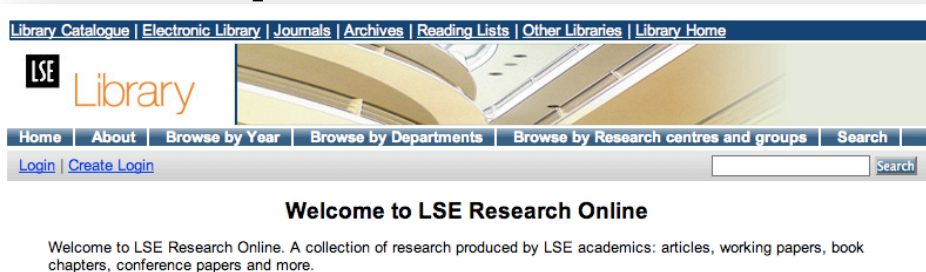 Library Catalogue | Electronic Library | Journals | Archives | Reading Lists | Other Libraries | Library Home
LSE Library
Home | About | Browse by Year | Browse by Departments | Browse by Research centres and groups | Search
Login | Create Login
Search
Welcome to LSE Research Online
Welcome to LSE Research Online. A collection of research produced by LSE academics: articles, working papers, book
chapters, conference papers and more.